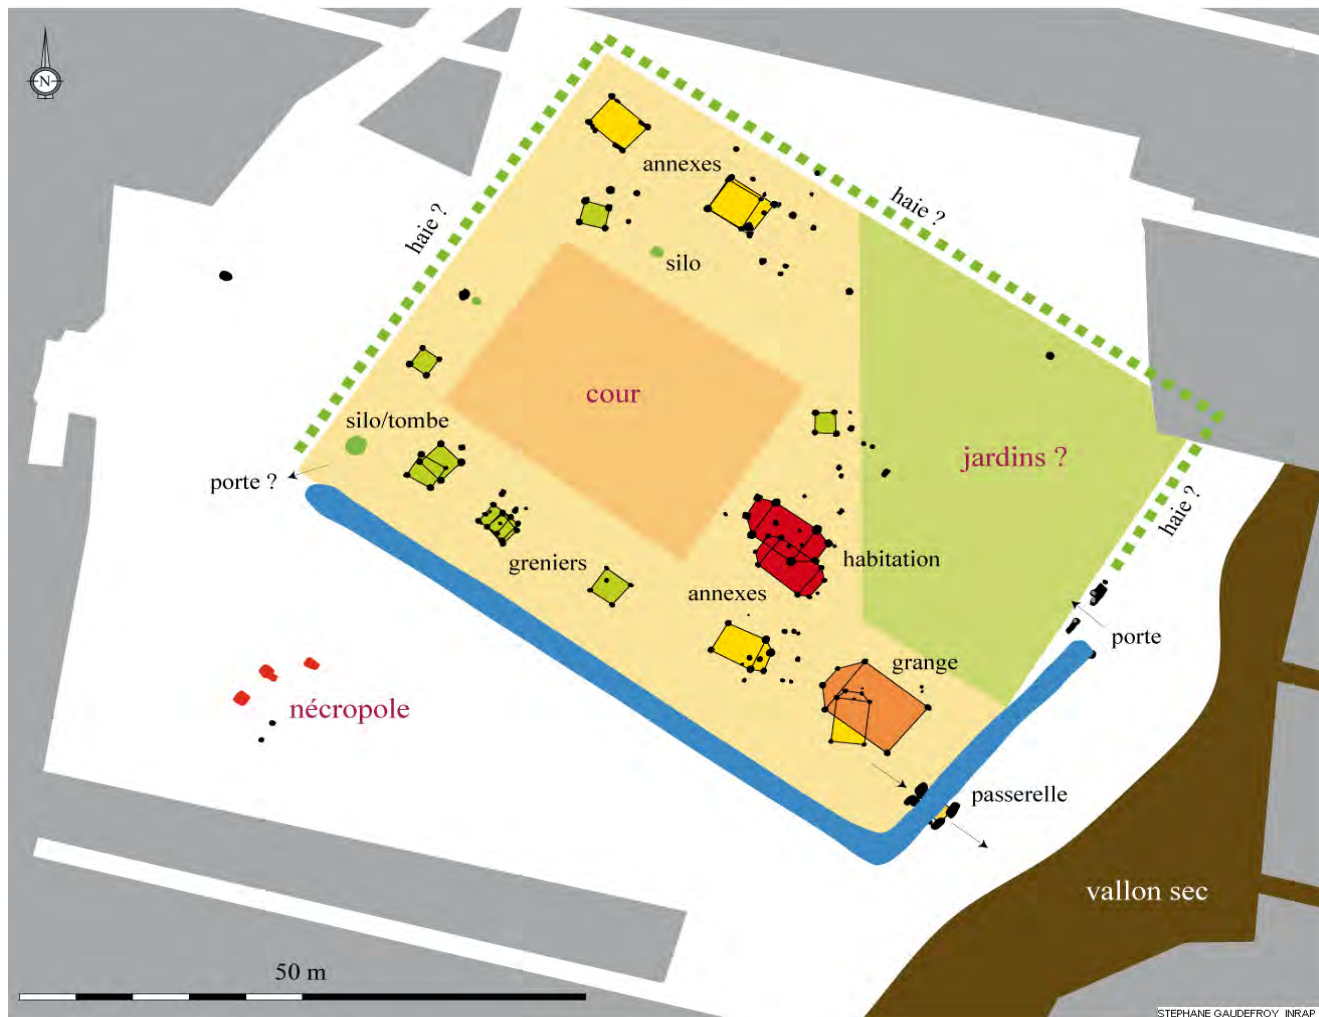 N
annexes
haie ?
haie ?
silo
cour
silo/tombe
jardins ?
porte ?
haie ?
greniers
habitation
annexes
porte
grange
nécropole
passerelle
vallon sec
50 m
STEPHANE GAUDEFROY INRAP